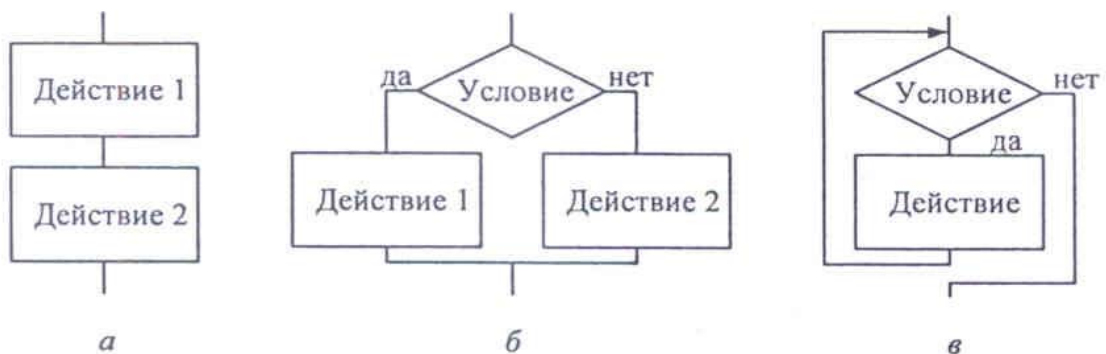 Действие 1
Действие 2
а
да
Условие
нет
Действие 1
Действие 2
б
Условие
нет
да
Действие
в